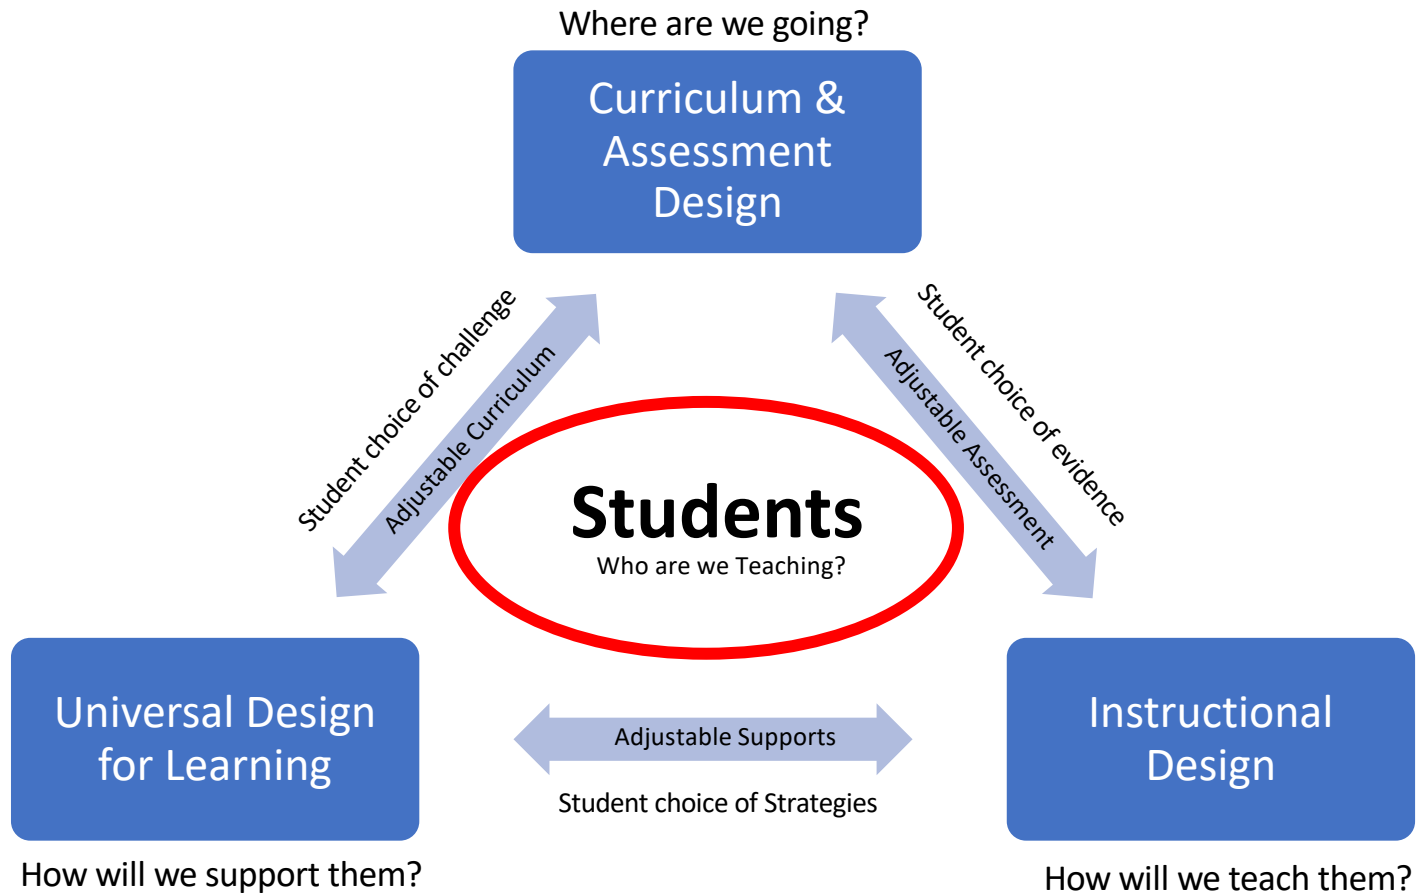 Where are we going?
Curriculum &
Assessment
Design
Student choice of challenge
Adjustable Curriculum
Adjustable Assessment
Student choice of evidence
Students
Who are we Teaching?
Universal Design
for Learning
Adjustable Supports
Student choice of Strategies
Instructional
Design
How will we support them?
How will we teach them?